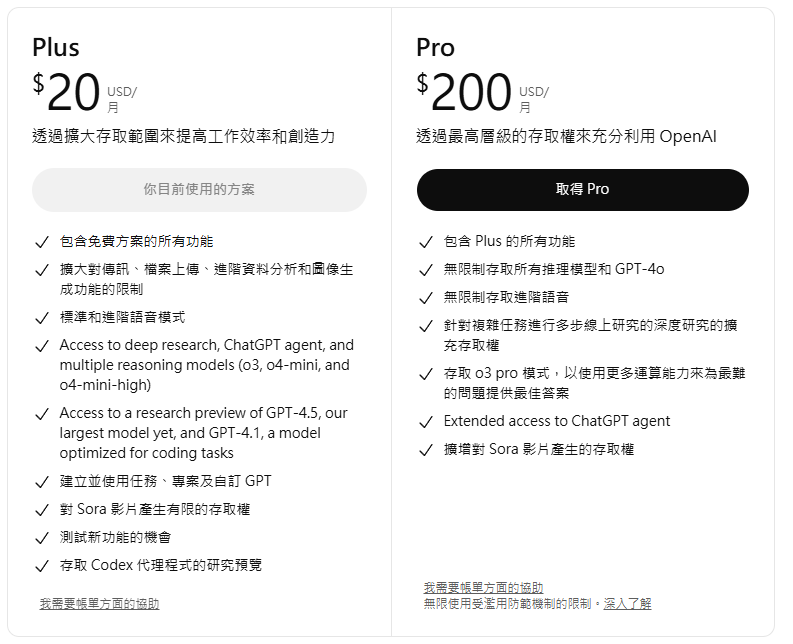 Plus
$20 USD/
月
透過擴大存取範圍來提高工作效率和創造力
你目前使用的方案
包含免費方案的所有功能
擴大對傳訊、檔案上傳、進階資料分析和圖像生
成功能的限制
標準和進階語音模式
Access to deep research, ChatGPT agent, and
multiple reasoning models (o3, o4-mini, and
o4-mini-high)
Access to a research preview of GPT-4.5, our
largest model yet, and GPT-4.1, a model
optimized for coding tasks
建立並使用任務、專案及自訂 GPT
對 Sora 影片產生有限的存取權
測試新功能的機會
存取 Codex 代理程式的研究預覽
我需要帳單方面的協助
Pro
$200 USD/
月
透過最高層級的存取權來充分利用 OpenAI
取得 Pro
包含 Plus 的所有功能
無限制存取所有推理模型和 GPT-4o
無限制存取進階語音
針對複雜任務進行多步線上研究的深度研究的擴
充存取權
存取 o3 pro 模式，以使用更多運算能力來為最難
的問題提供最佳答案
Extended access to ChatGPT agent
擴增對 Sora 影片產生的存取權
我需要帳單方面的協助
無限使用受濫用防範機制的限制。深入了解